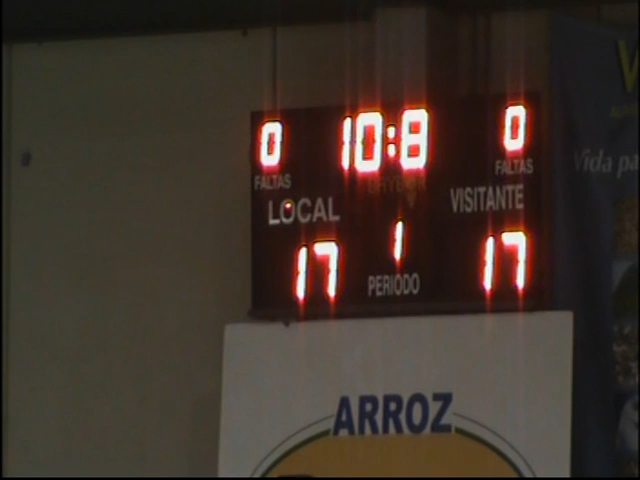 0 10:8 0
FALTAS FALTAS
LOCAL VISITANTE
17 1 17
PERIODO
ARROZ
Vida pa